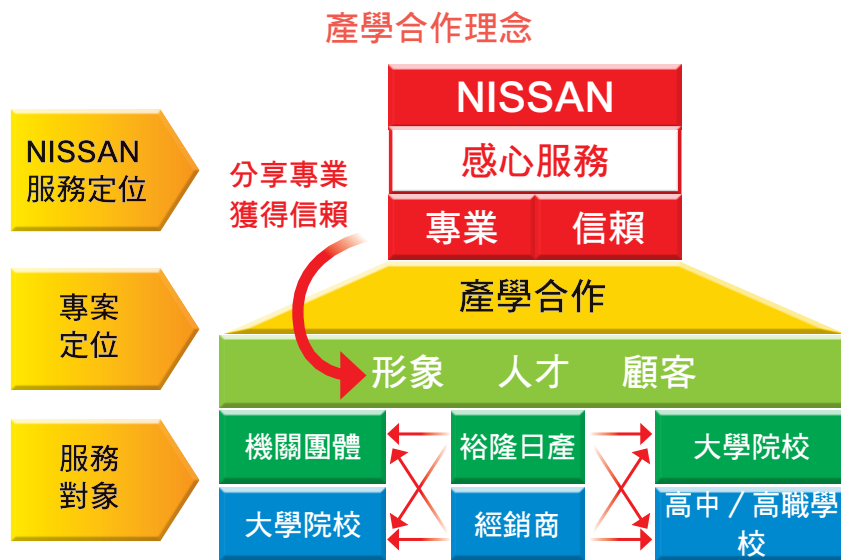 產學合作理念
NISSAN
服務定位
分享專業
獲得信賴
NISSAN
感心服務
專業 信賴
專案
定位
產學合作
形象 人才 顧客
服務
對象
機關團體 裕隆日產 大學院校
大學院校 經銷商 高中/高職學
校